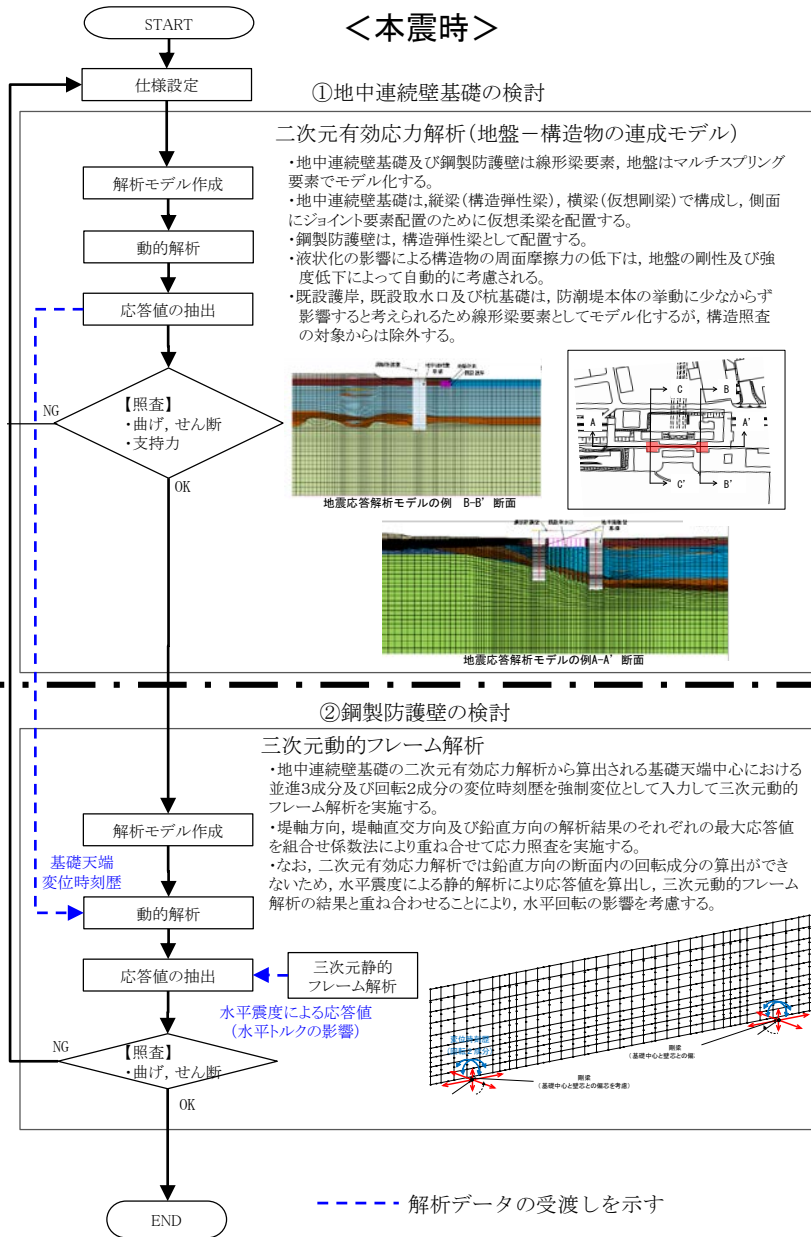 ＜本震時＞
START
仕様設定
①地中連続壁基礎の検討
二次元有効応力解析（地盤－構造物の連成モデル）
・地中連続壁基礎及び鋼製防護壁は線形梁要素，地盤はマルチスプリング
要素でモデル化する。
・地中連続壁基礎は，縦梁（構造弾性梁），横梁（仮想剛梁）で構成し，側面
にジョイント要素配置のために仮想柔梁を配置する。
・鋼製防護壁は，構造弾性梁として配置する。
・液状化の影響による構造物の周面摩擦力の低下は，地盤の剛性及び強
度低下によって自動的に考慮される。
・既設護岸，既設取水口及び杭基礎は，防潮堤本体の挙動に少なからず
影響すると考えられるため線形梁要素としてモデル化するが，構造照査
の対象からは除外する。
解析モデル作成
動的解析
応答値の抽出
NG
【照査】
・曲げ，せん断
・支持力
OK
地震応答解析モデルの例 B-B’断面
C
B
A
A’
C’
B’
地震応答解析モデルの例A-A’断面
②鋼製防護壁の検討
三次元動的フレーム解析
・地中連続壁基礎の二次元有効応力解析から算出される基礎天端中心における
並進3成分及び回転2成分の変位時刻歴を強制変位として入力して三次元動的
フレーム解析を実施する。
・堤軸方向，堤軸直交方向及び鉛直方向の解析結果のそれぞれの最大応答値
を組合せ係数法により重ね合せて応力照査を実施する。
・なお，二次元有効応力解析では鉛直方向の断面内の回転成分の算出ができ
ないため，水平震度による静的解析により応答値を算出し，三次元動的フレーム
解析の結果と重ね合わせることにより，水平回転の影響を考慮する。
解析モデル作成
基礎天端
変位時刻歴
動的解析
応答値の抽出
三次元静的
フレーム解析
水平震度による応答値
（水平トルクの影響）
NG
【照査】
・曲げ，せん断
OK
変位時刻歴
剛梁
（基礎中心と壁芯との偏芯を考慮）
剛梁
（基礎中心と壁芯との偏
END
解析データの受渡しを示す